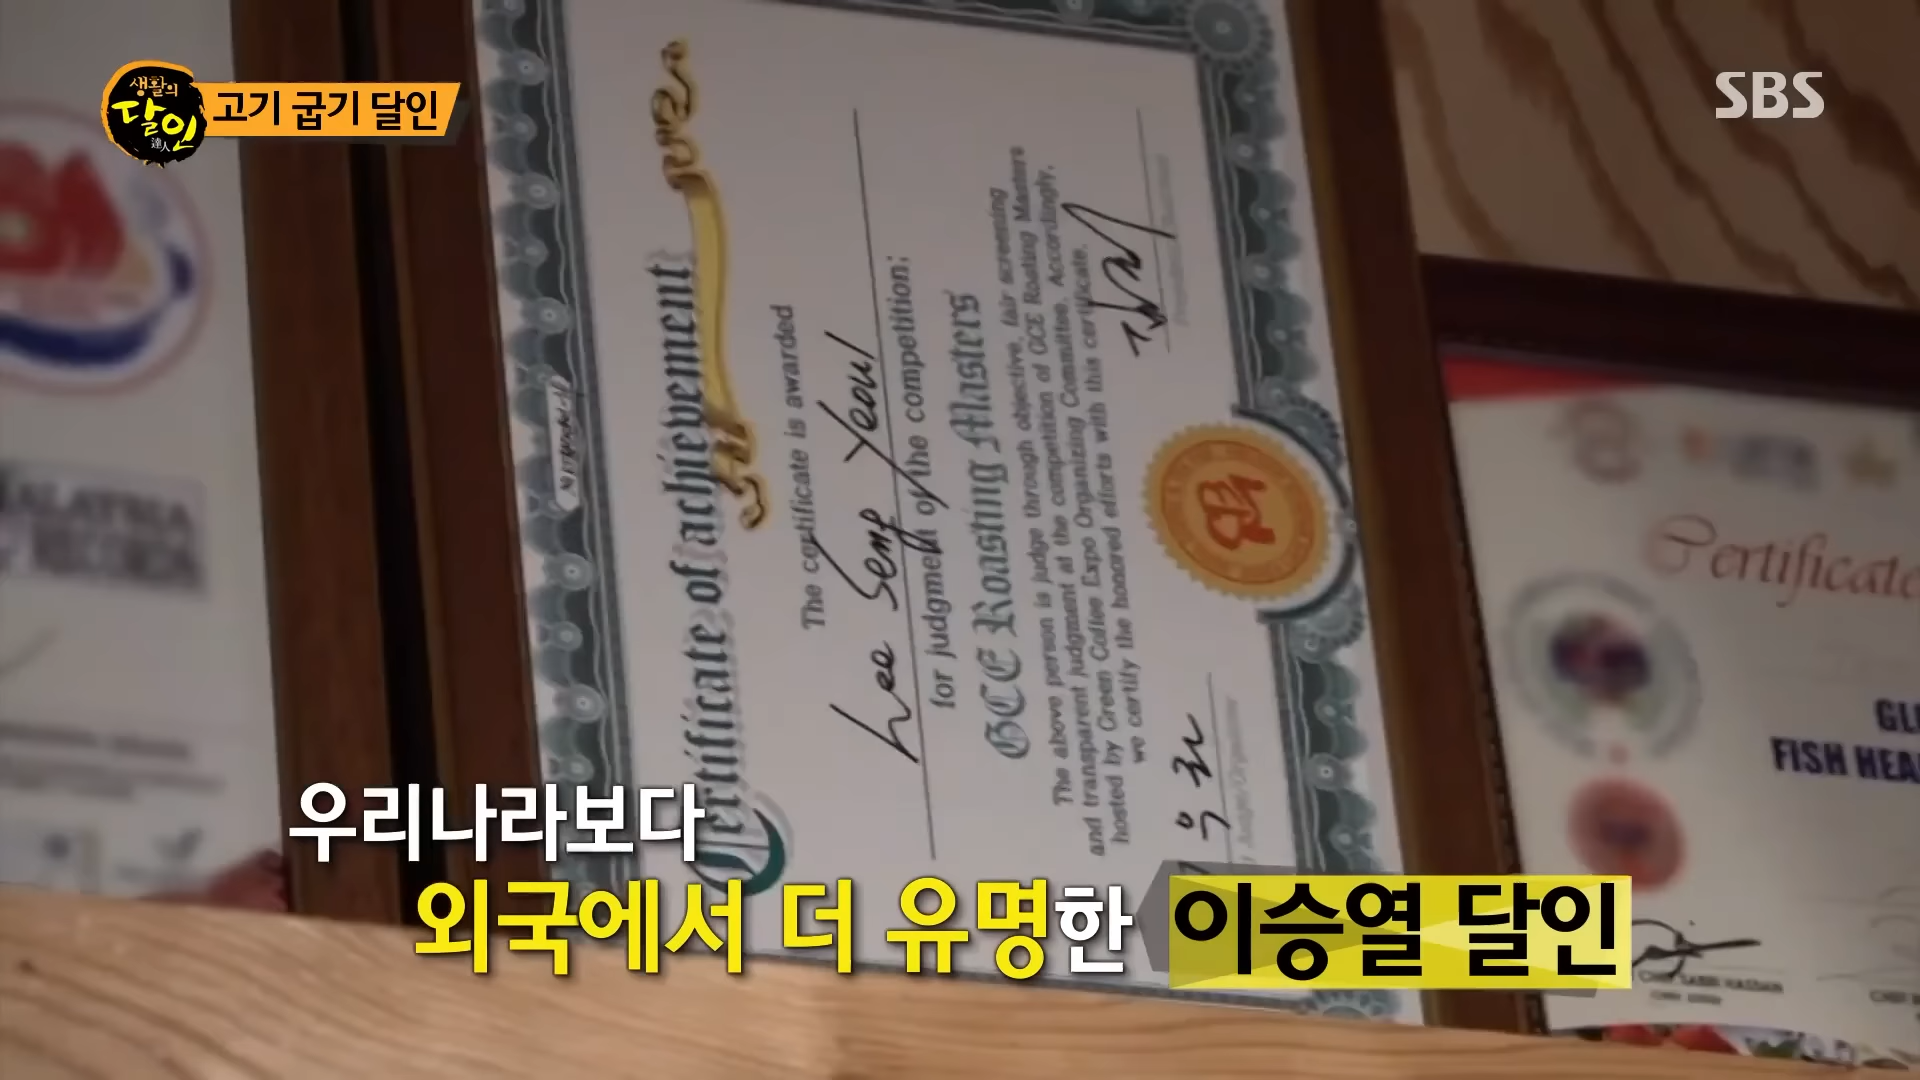 생활의
달인
達人
고기 굽기 달인
SBS
Certificate of achievement
The certificate is awarded
Lee Seng Yeoul
for judgment of the competition;
GCE Roasting Masters
The above person is judge through objective, fair screening
and transparent judgment at the competition of GCE Roating Masters
hosted by Green Coffee Expo Organizing Committee. Accordingly,
we certify the honored efforts with this certificate.
Certificate
FISH HEA
우리나라보다
외국에서 더 유명한 이승열 달인